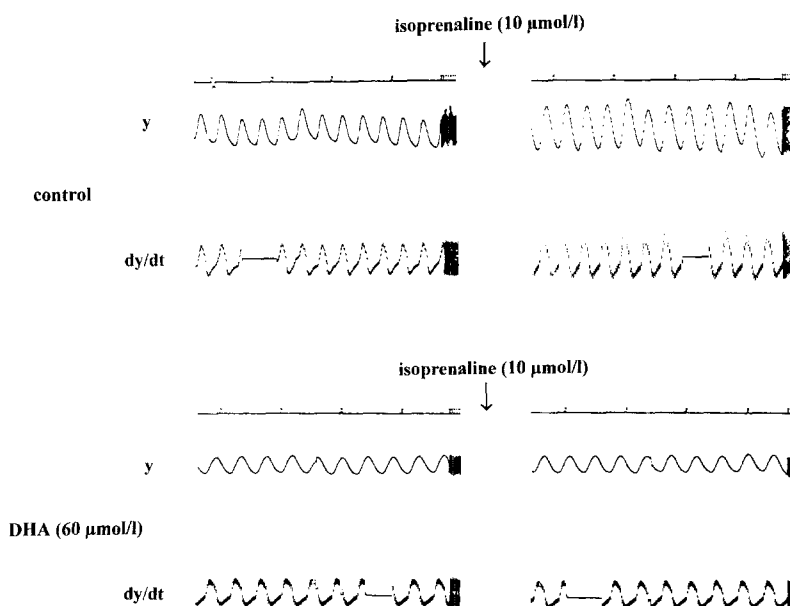 isoprenaline (10 µmol/l)
y
control
dy/dt
isoprenaline (10 µmol/l)
y
DHA (60 µmol/l)
dy/dt